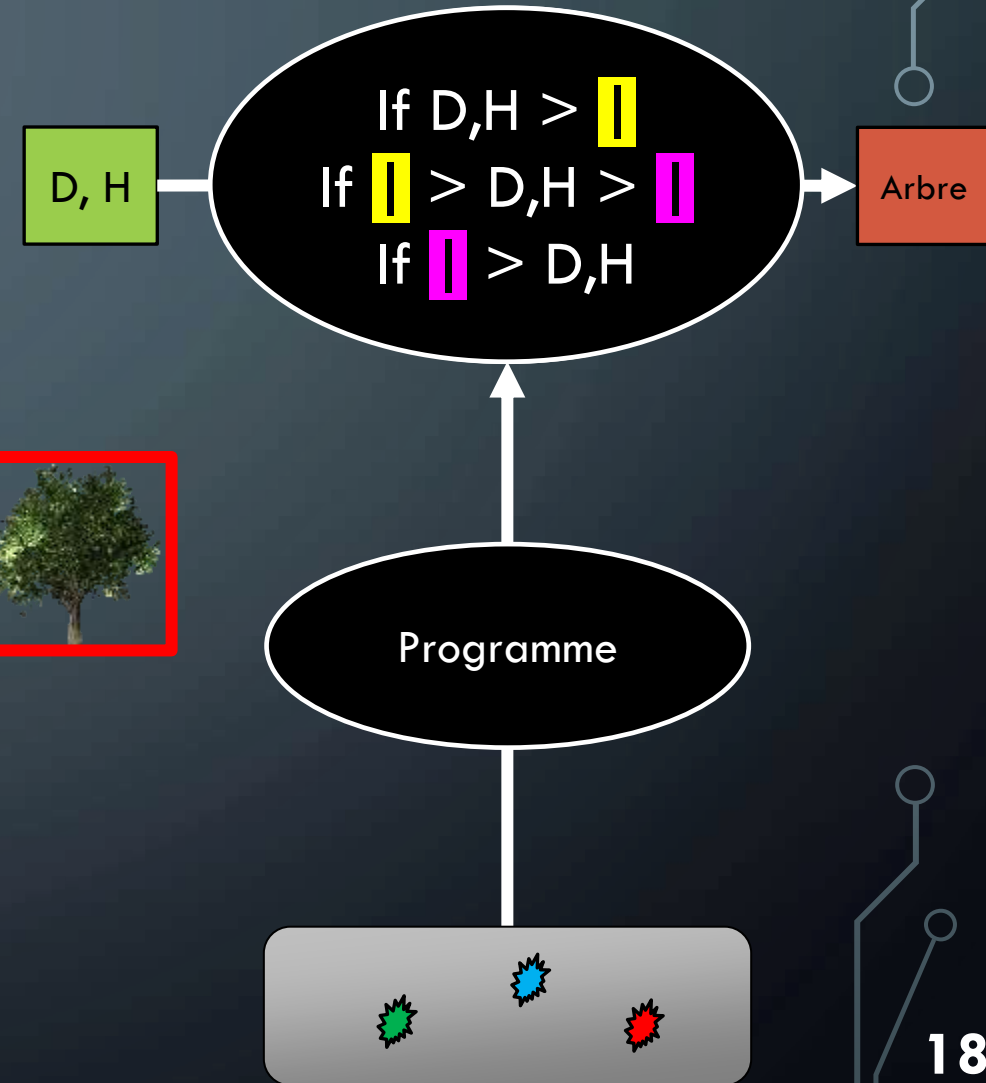 If D,H > []
D, H
If [] > D,H > []
Arbre
If [] > D,H
Programme
18